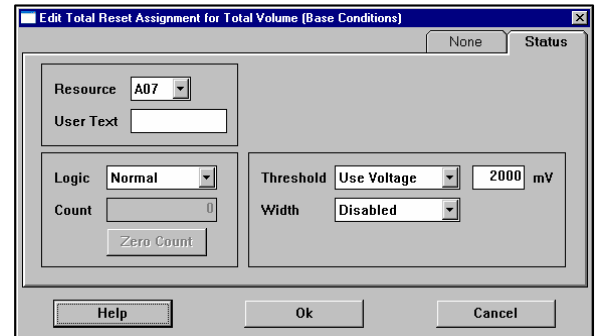 Edit Total Reset Assignment for Total Volume (Base Conditions)
None Status
Resource A07
User Text
Logic Normal
Count 0
Zero Count
Threshold Use Voltage 2000 mV
Width Disabled
Help Ok Cancel